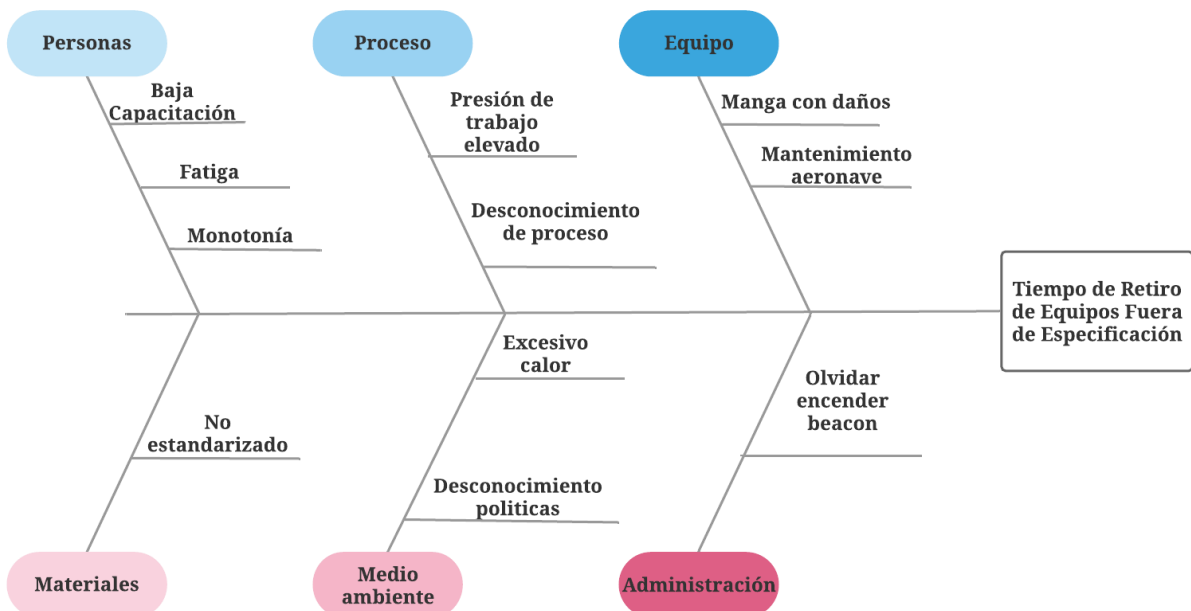 Personas
Proceso
Equipo
Baja
Capacitación
Fatiga
Monotonía
Presión de
trabajo
elevado
Desconocimiento
de proceso
Manga con daños
Mantenimiento
aeronave
Tiempo de Retiro
de Equipos Fuera
de Especificación
No
estandarizado
Excesivo
calor
Desconocimiento
politicas
Olvidar
encender
beacon
Materiales
Medio
ambiente
Administración